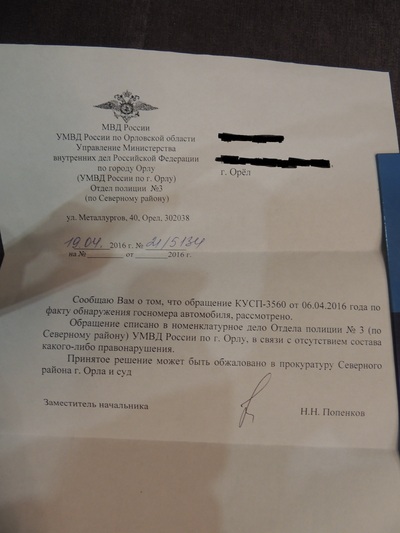 МВД России
УМВД России по Орловской области
Управление Министерства
внутренних дел Российской Федерации
по городу Орлу
(УМВД России по г. Орлу)
Отдел полиции №3
(по Северному району)
ул. Металлургов, 40, Орел, 302038
г. Орёл
19.04. 2016 г. № 21/5134
на № ________ от ________ 2016 г.
Сообщаю Вам о том, что обращение КУСП-3560 от 06.04.2016 года по
факту обнаружения госномера автомобиля, рассмотрено.
Обращение списано в номенклатурное дело Отдела полиции № 3 (по
Северному району) УМВД России по г. Орлу, в связи с отсутствием состава
какого-либо правонарушения.
Принятое решение может быть обжаловано в прокуратуру Северного
района г. Орла и суд
Заместитель начальника
Н.Н. Попенков